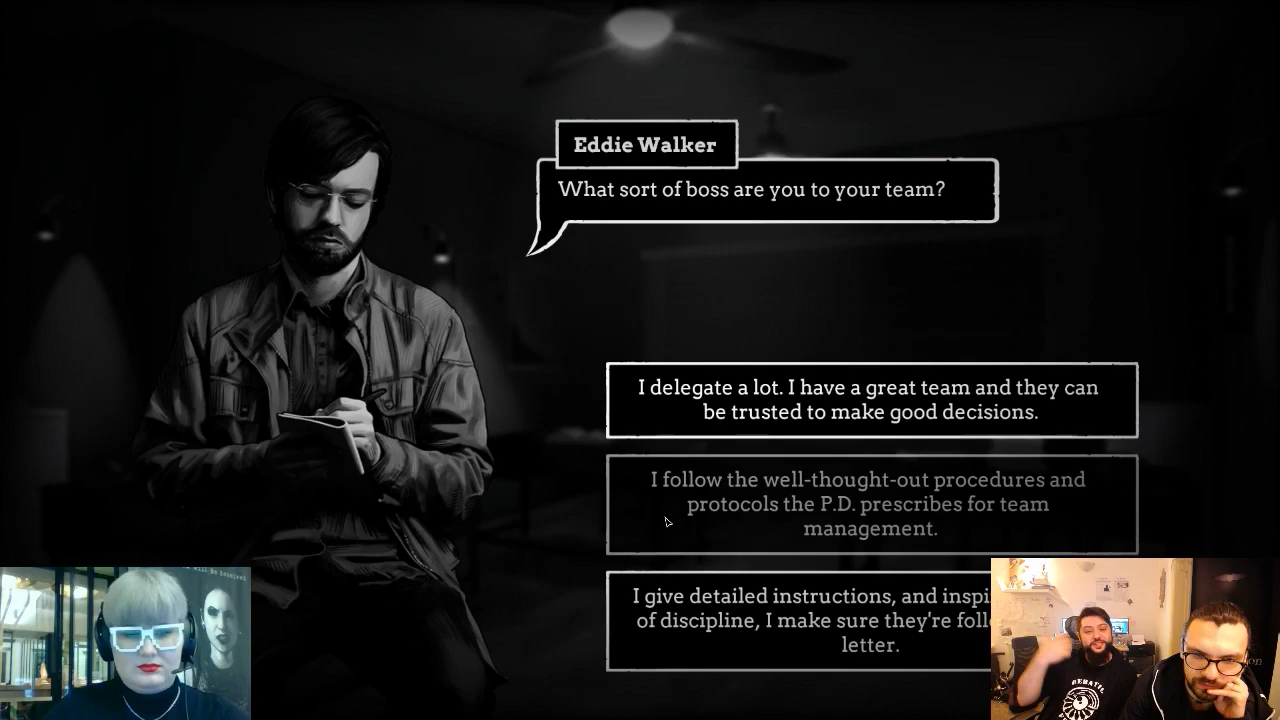 Eddie Walker
What sort of boss are you to your team?
I delegate a lot. I have a great team and they can
be trusted to make good decisions.
I follow the well-thought-out procedures and
protocols the P.D. prescribes for team
management.
I give detailed instructions, and
of discipline, I make sure they're
letter.